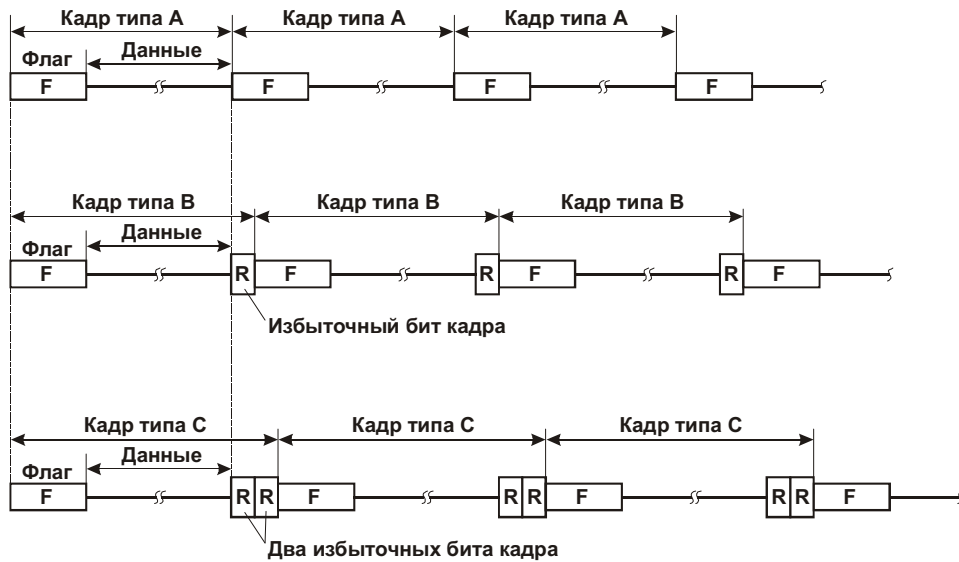 Кадр типа А Кадр типа А Кадр типа А
Флаг Данные
F F F F
Кадр типа В Кадр типа В Кадр типа В
Флаг Данные
F R F R F R F
Избыточный бит кадра
Кадр типа С Кадр типа С Кадр типа С
Флаг Данные
F R R F R R F R R F
Два избыточных бита кадра